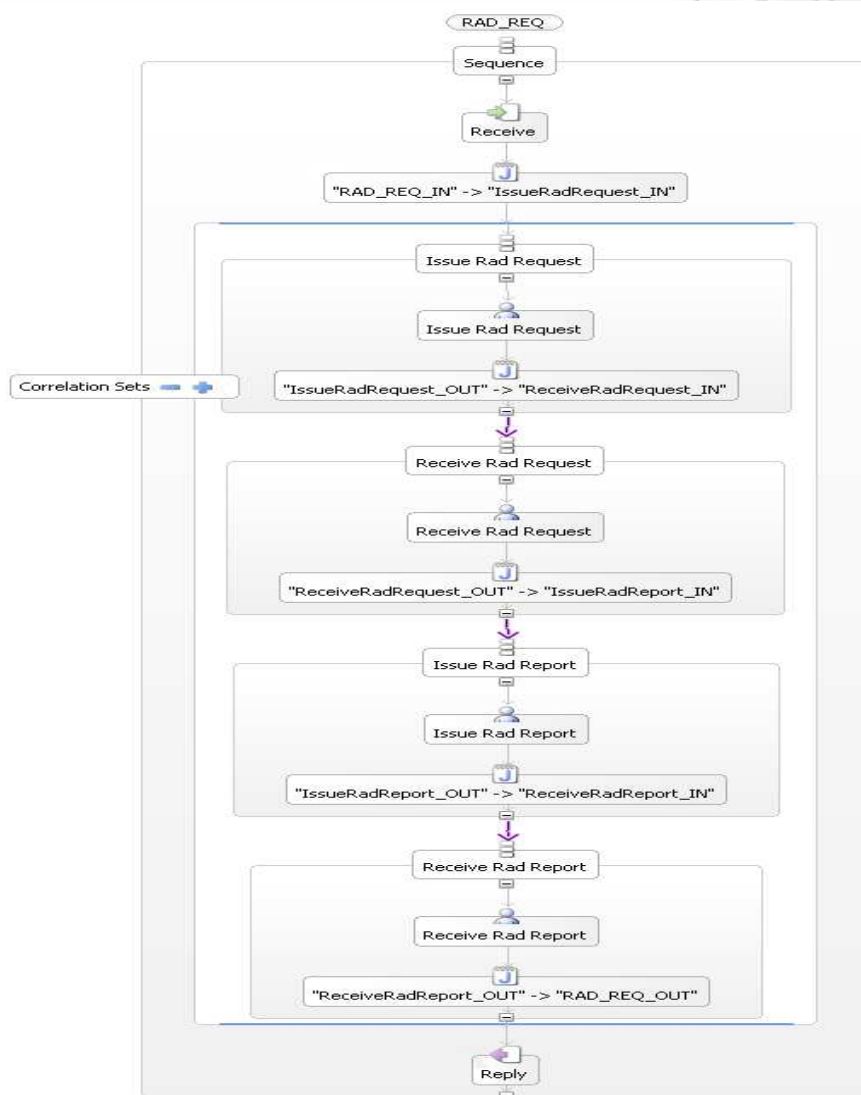 RAD_REQ
Sequence
Receive
"RAD_REQ_IN" -> "IssueRadRequest_IN"
Issue Rad Request
Issue Rad Request
Correlation Sets
"IssueRadRequest_OUT" -> "ReceiveRadRequest_IN"
Receive Rad Request
Receive Rad Request
"ReceiveRadRequest_OUT" -> "IssueRadReport_IN"
Issue Rad Report
Issue Rad Report
"IssueRadReport_OUT" -> "ReceiveRadReport_IN"
Receive Rad Report
Receive Rad Report
"ReceiveRadReport_OUT" -> "RAD_REQ_OUT"
Reply